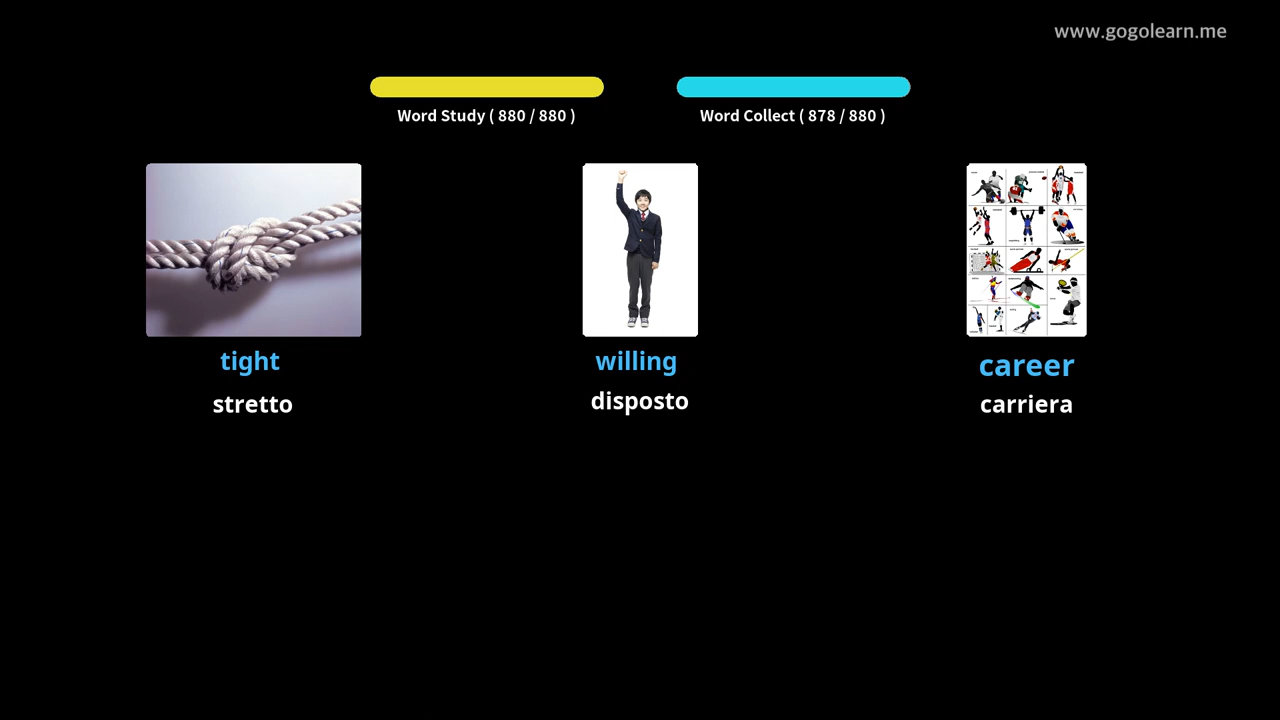 www.gogolearn.me
Word Study ( 880 / 880 )
Word Collect ( 878 / 880 )
tight
willing
career
stretto
disposto
carriera